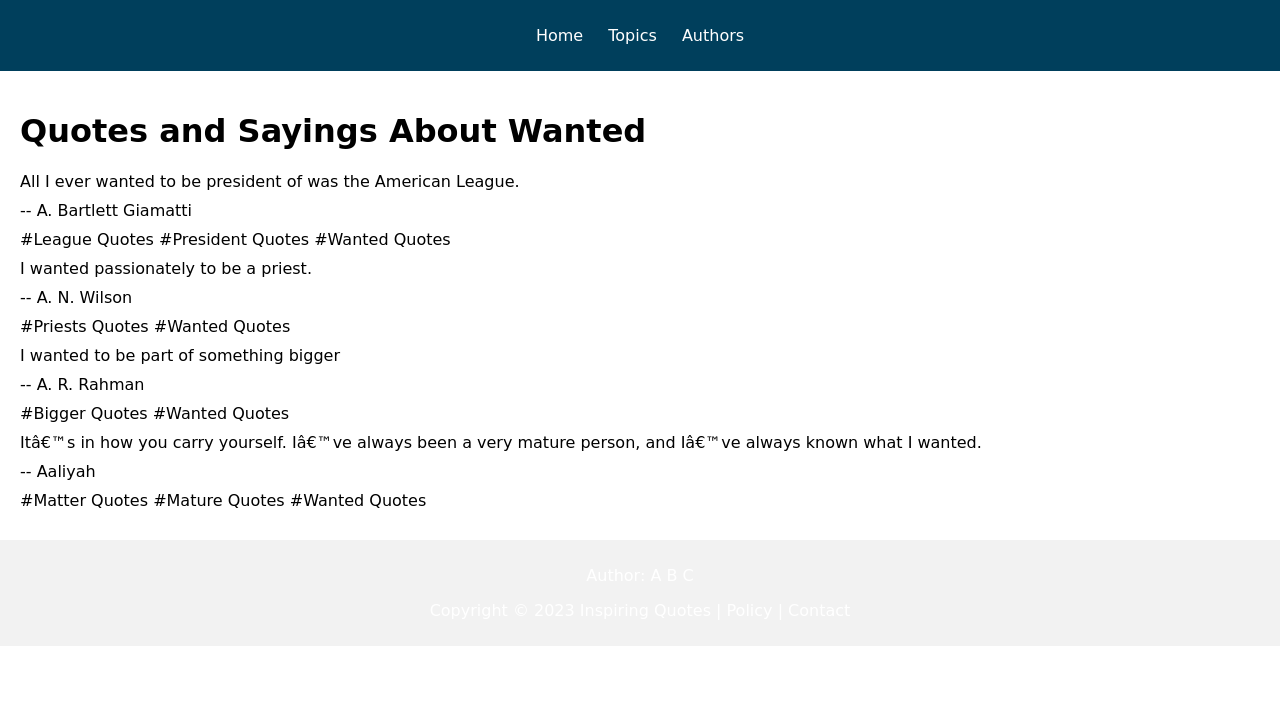 Home Topics Authors
Quotes and Sayings About Wanted
All I ever wanted to be president of was the American League.
-- A. Bartlett Giamatti
#League Quotes #President Quotes #Wanted Quotes
I wanted passionately to be a priest.
-- A. N. Wilson
#Priests Quotes #Wanted Quotes
I wanted to be part of something bigger
-- A. R. Rahman
#Bigger Quotes #Wanted Quotes
Itâ€™s in how you carry yourself. Iâ€™ve always been a very mature person, and Iâ€™ve always known what I wanted.
-- Aaliyah
#Matter Quotes #Mature Quotes #Wanted Quotes
Author: A B C
Copyright © 2023 Inspiring Quotes | Policy | Contact